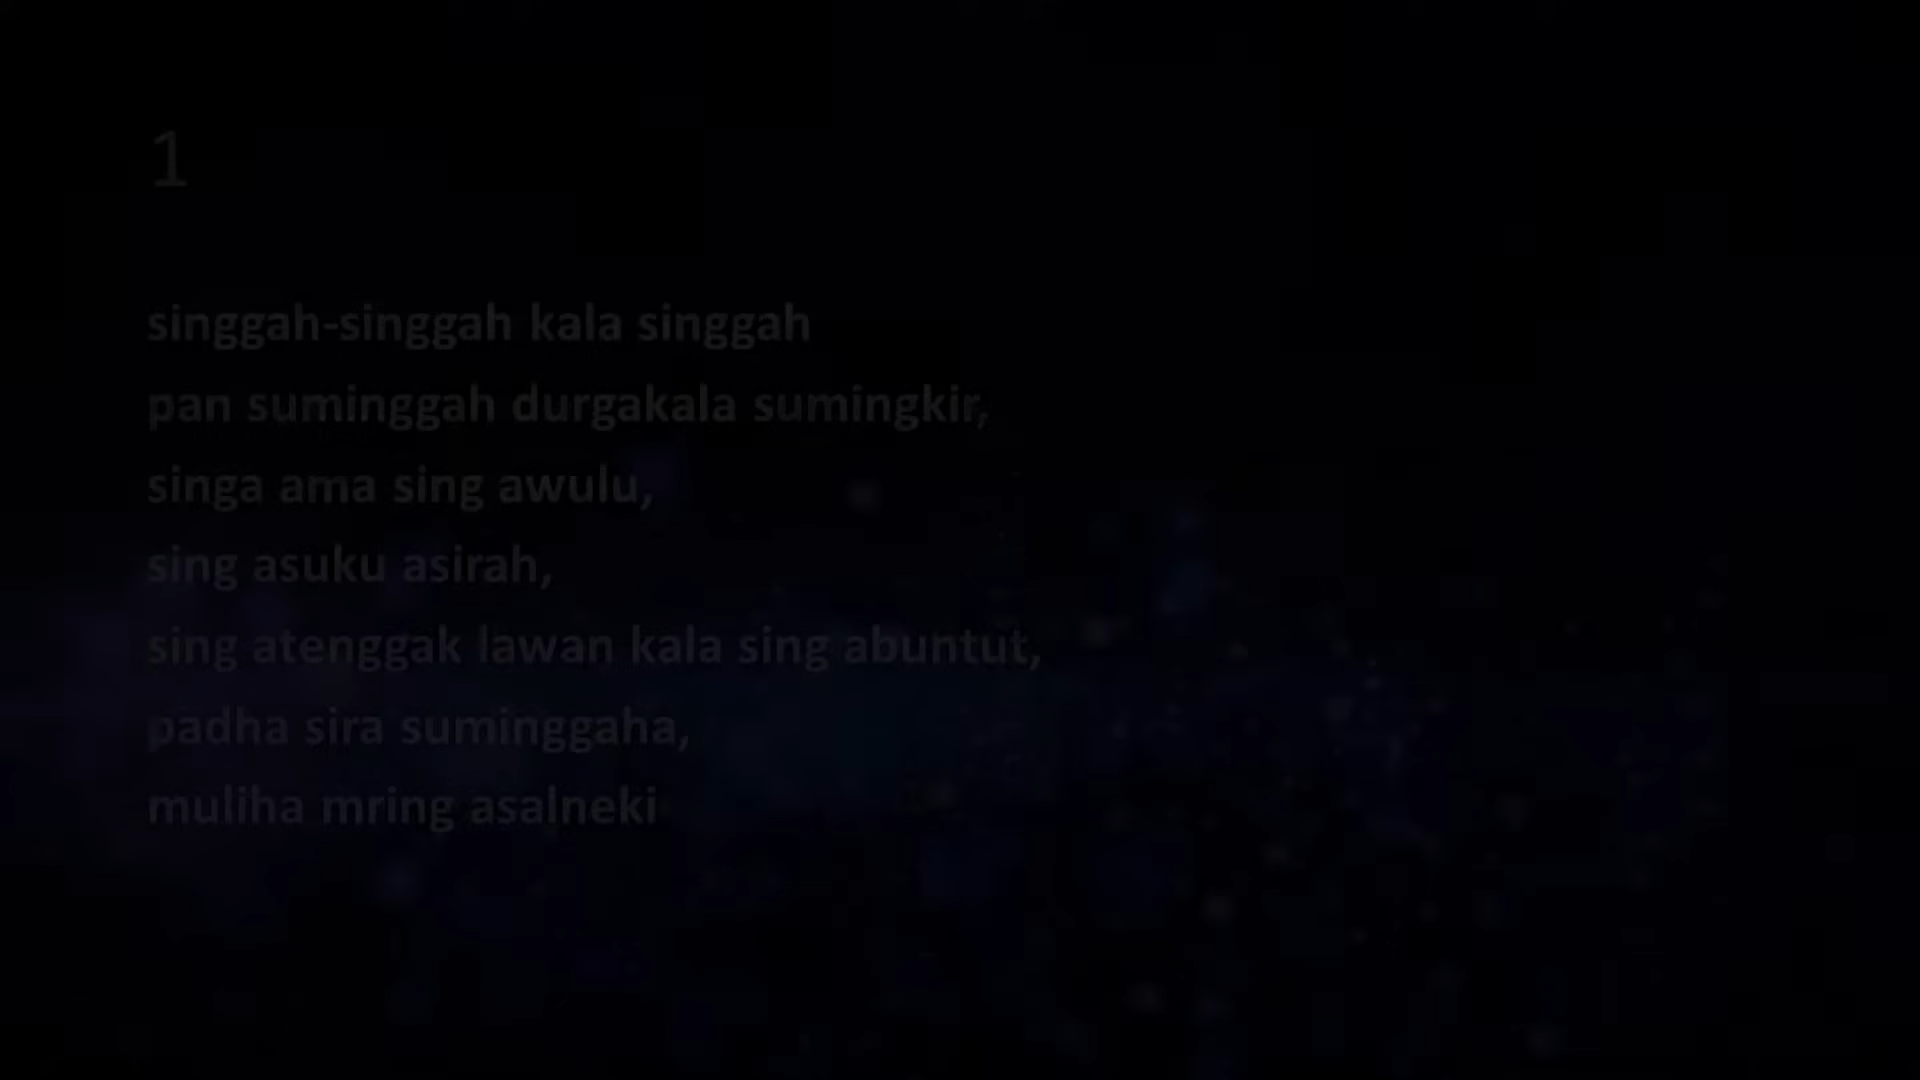 1
singgah-singgah kala singgah
pan suminggah durgakala sumingkir,
singa ama sing awulu,
sing asuku asirah,
sing atenggak lawan kala sing abuntut,
padha sira suminggaha,
muliha mring asalneki